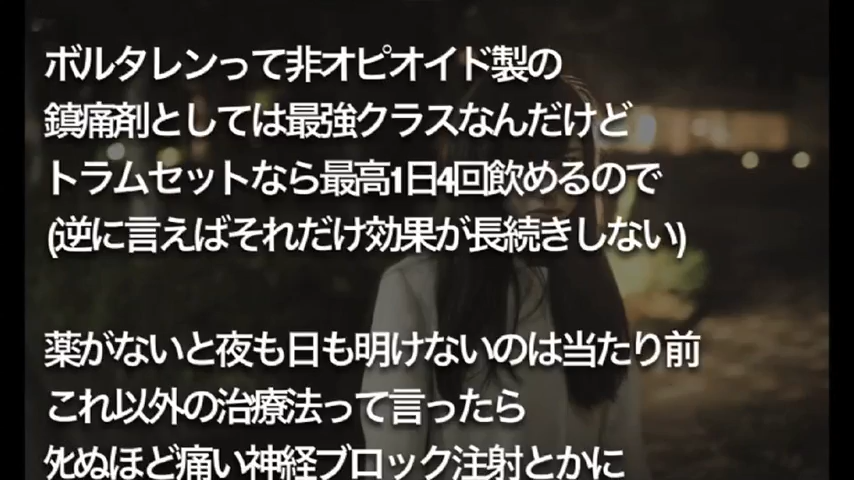 ボルタレンって非オピオイド製の
鎮痛剤としては最強クラスなんだけど
トラムセットなら最高1日4回飲めるので
(逆に言えばそれだけ効果が長続きしない)
薬がないと夜も日も明けないのは当たり前
これ以外の治療法って言ったら
死ぬほど痛い神経ブロック注射とかに